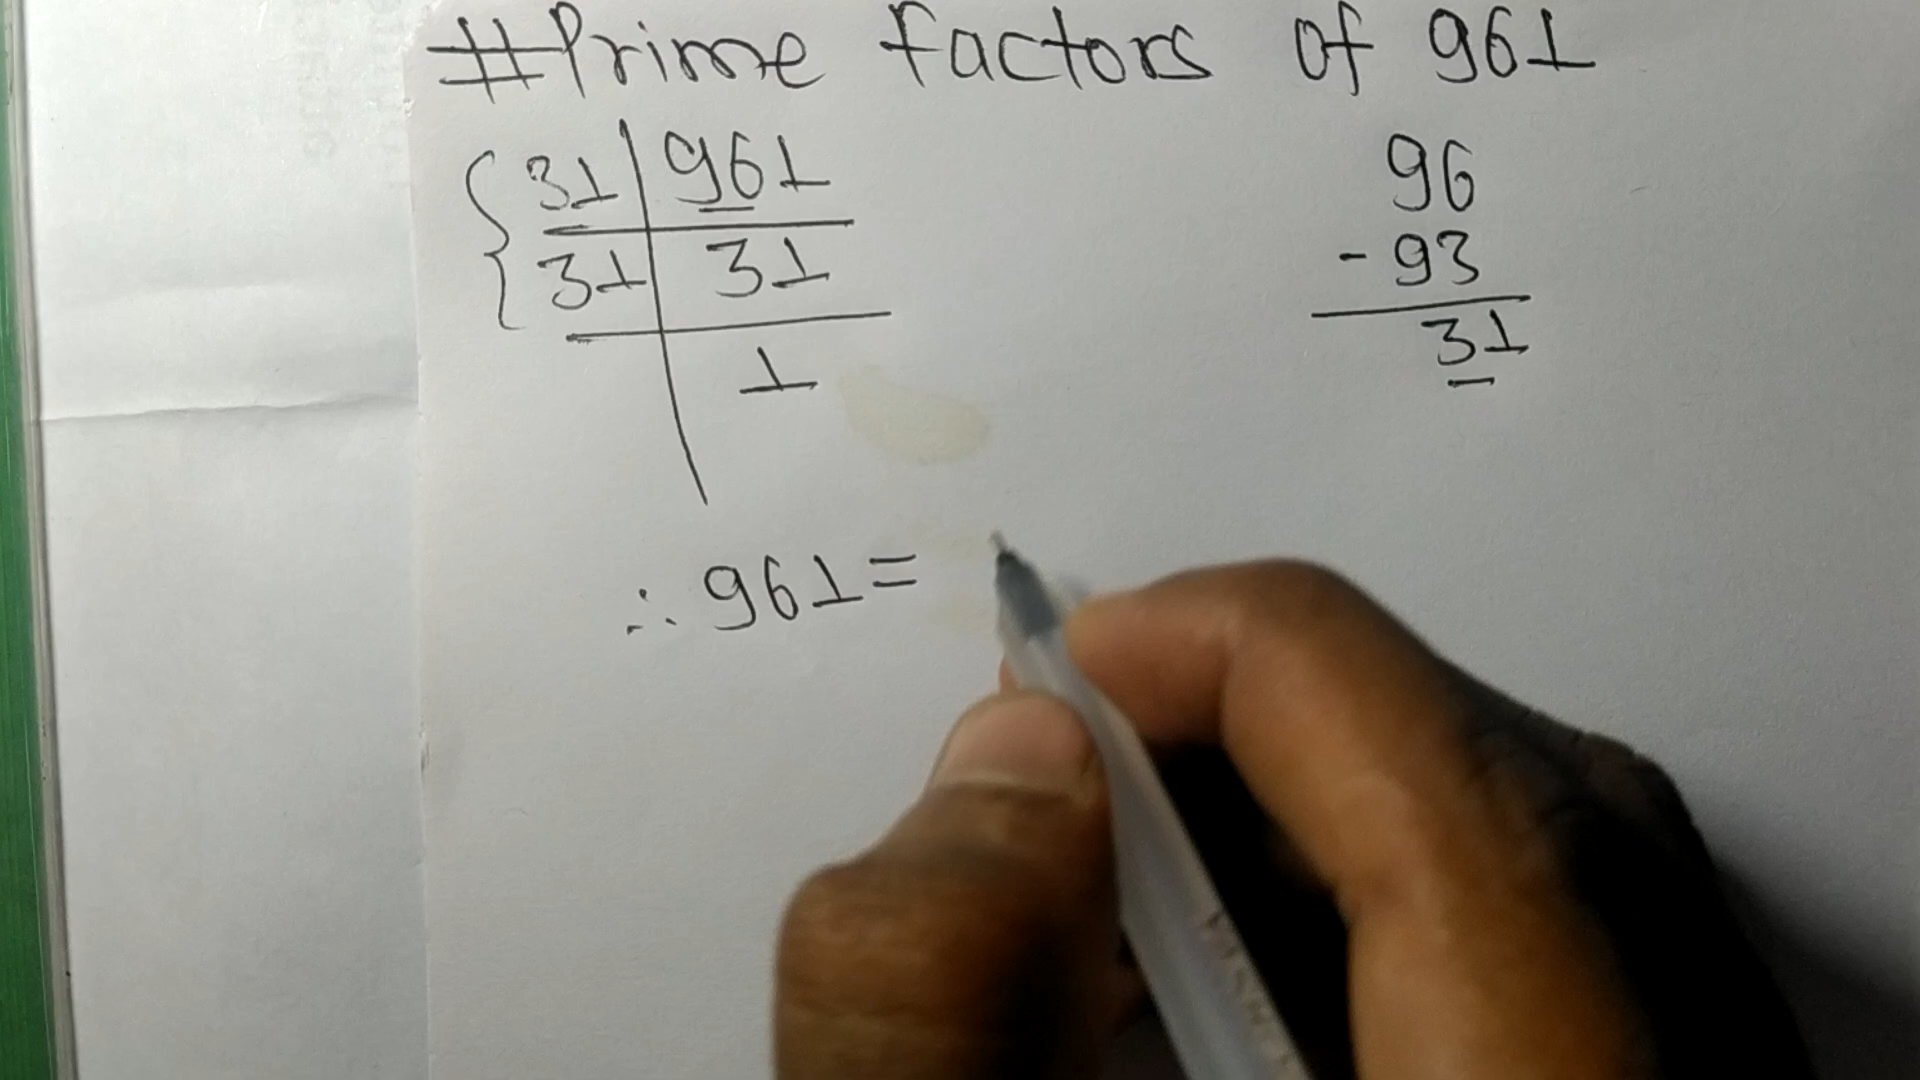 #Prime factors of 961
31 | 961
31 | 31
1
96
- 93
31
∴ 961 =